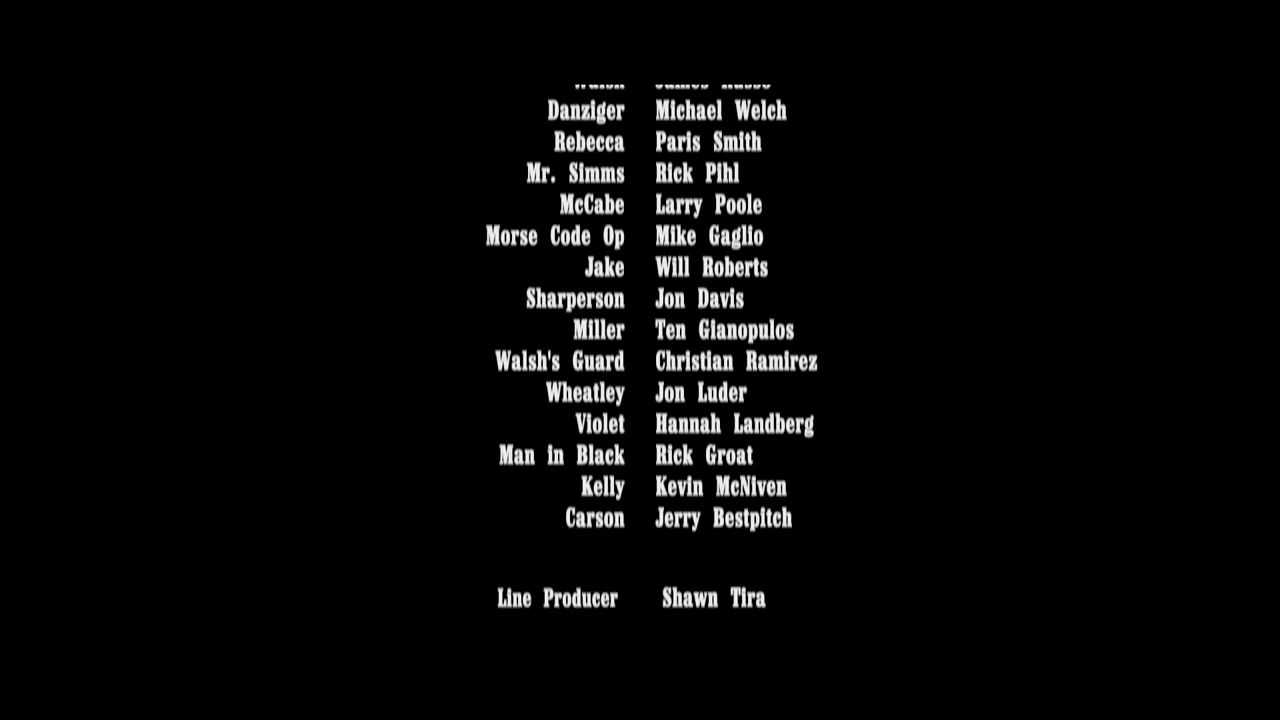 Danziger Michael Welch
Rebecca Paris Smith
Mr. Simms Rick Pihl
McCabe Larry Poole
Morse Code Op Mike Gaglio
Jake Will Roberts
Sharperson Jon Davis
Miller Ten Gianopulos
Walsh's Guard Christian Ramirez
Wheatley Jon Luder
Violet Hannah Landberg
Man in Black Rick Groat
Kelly Kevin McNiven
Carson Jerry Bestpitch
Line Producer Shawn Tira